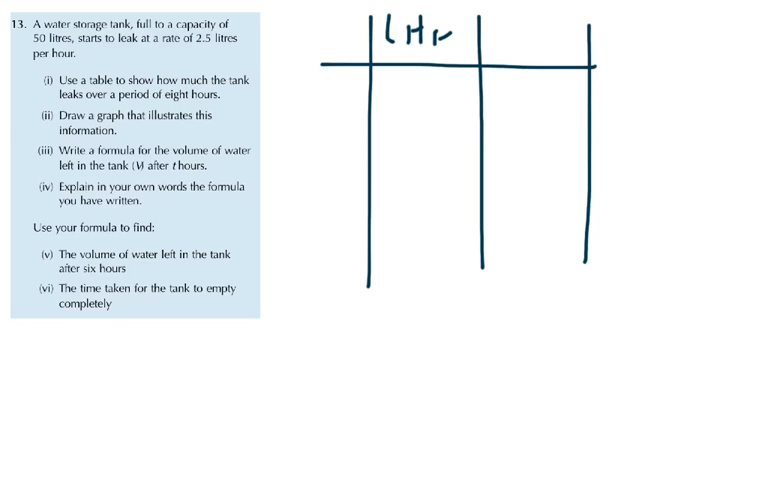 13. A water storage tank, full to a capacity of
50 litres, starts to leak at a rate of 2.5 litres
per hour.
(i) Use a table to show how much the tank
leaks over a period of eight hours.
(ii) Draw a graph that illustrates this
information.
(iii) Write a formula for the volume of water
left in the tank (V) after t hours.
(iv) Explain in your own words the formula
you have written.
Use your formula to find:
(v) The volume of water left in the tank
after six hours
(vi) The time taken for the tank to empty
completely
1 Hr